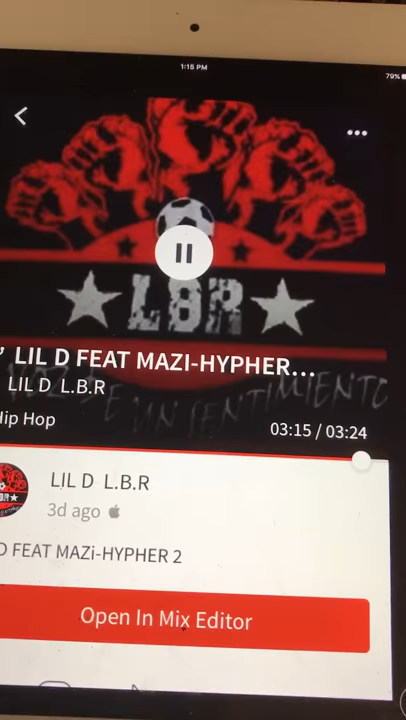 1:15 PM
79%
LBR
LIL D FEAT MAZI-HYPHER...
LIL D L.B.R
Hip Hop
UN SENTIMIENTO
03:15 / 03:24
LIL D L.B.R
3d ago
D FEAT MAZi-HYPHER 2
Open In Mix Editor